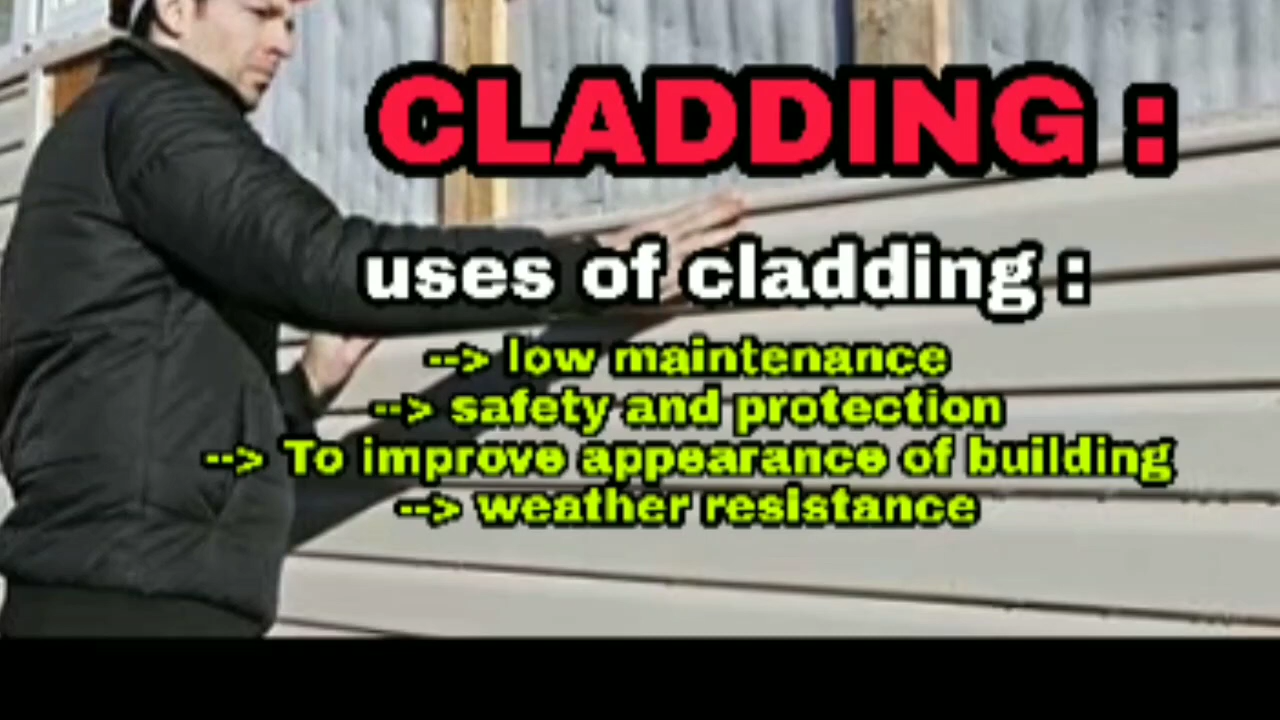 CLADDING :
uses of cladding :
--> low maintenance
--> safety and protection
--> To improve appearance of building
--> weather resistance